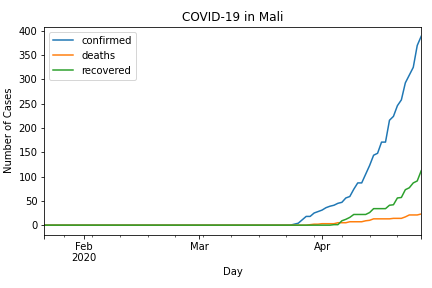 COVID-19 in Mali
confirmed
deaths
recovered
Number of Cases
400
350
300
250
200
150
100
50
0
Feb
2020
Mar
Apr
Day